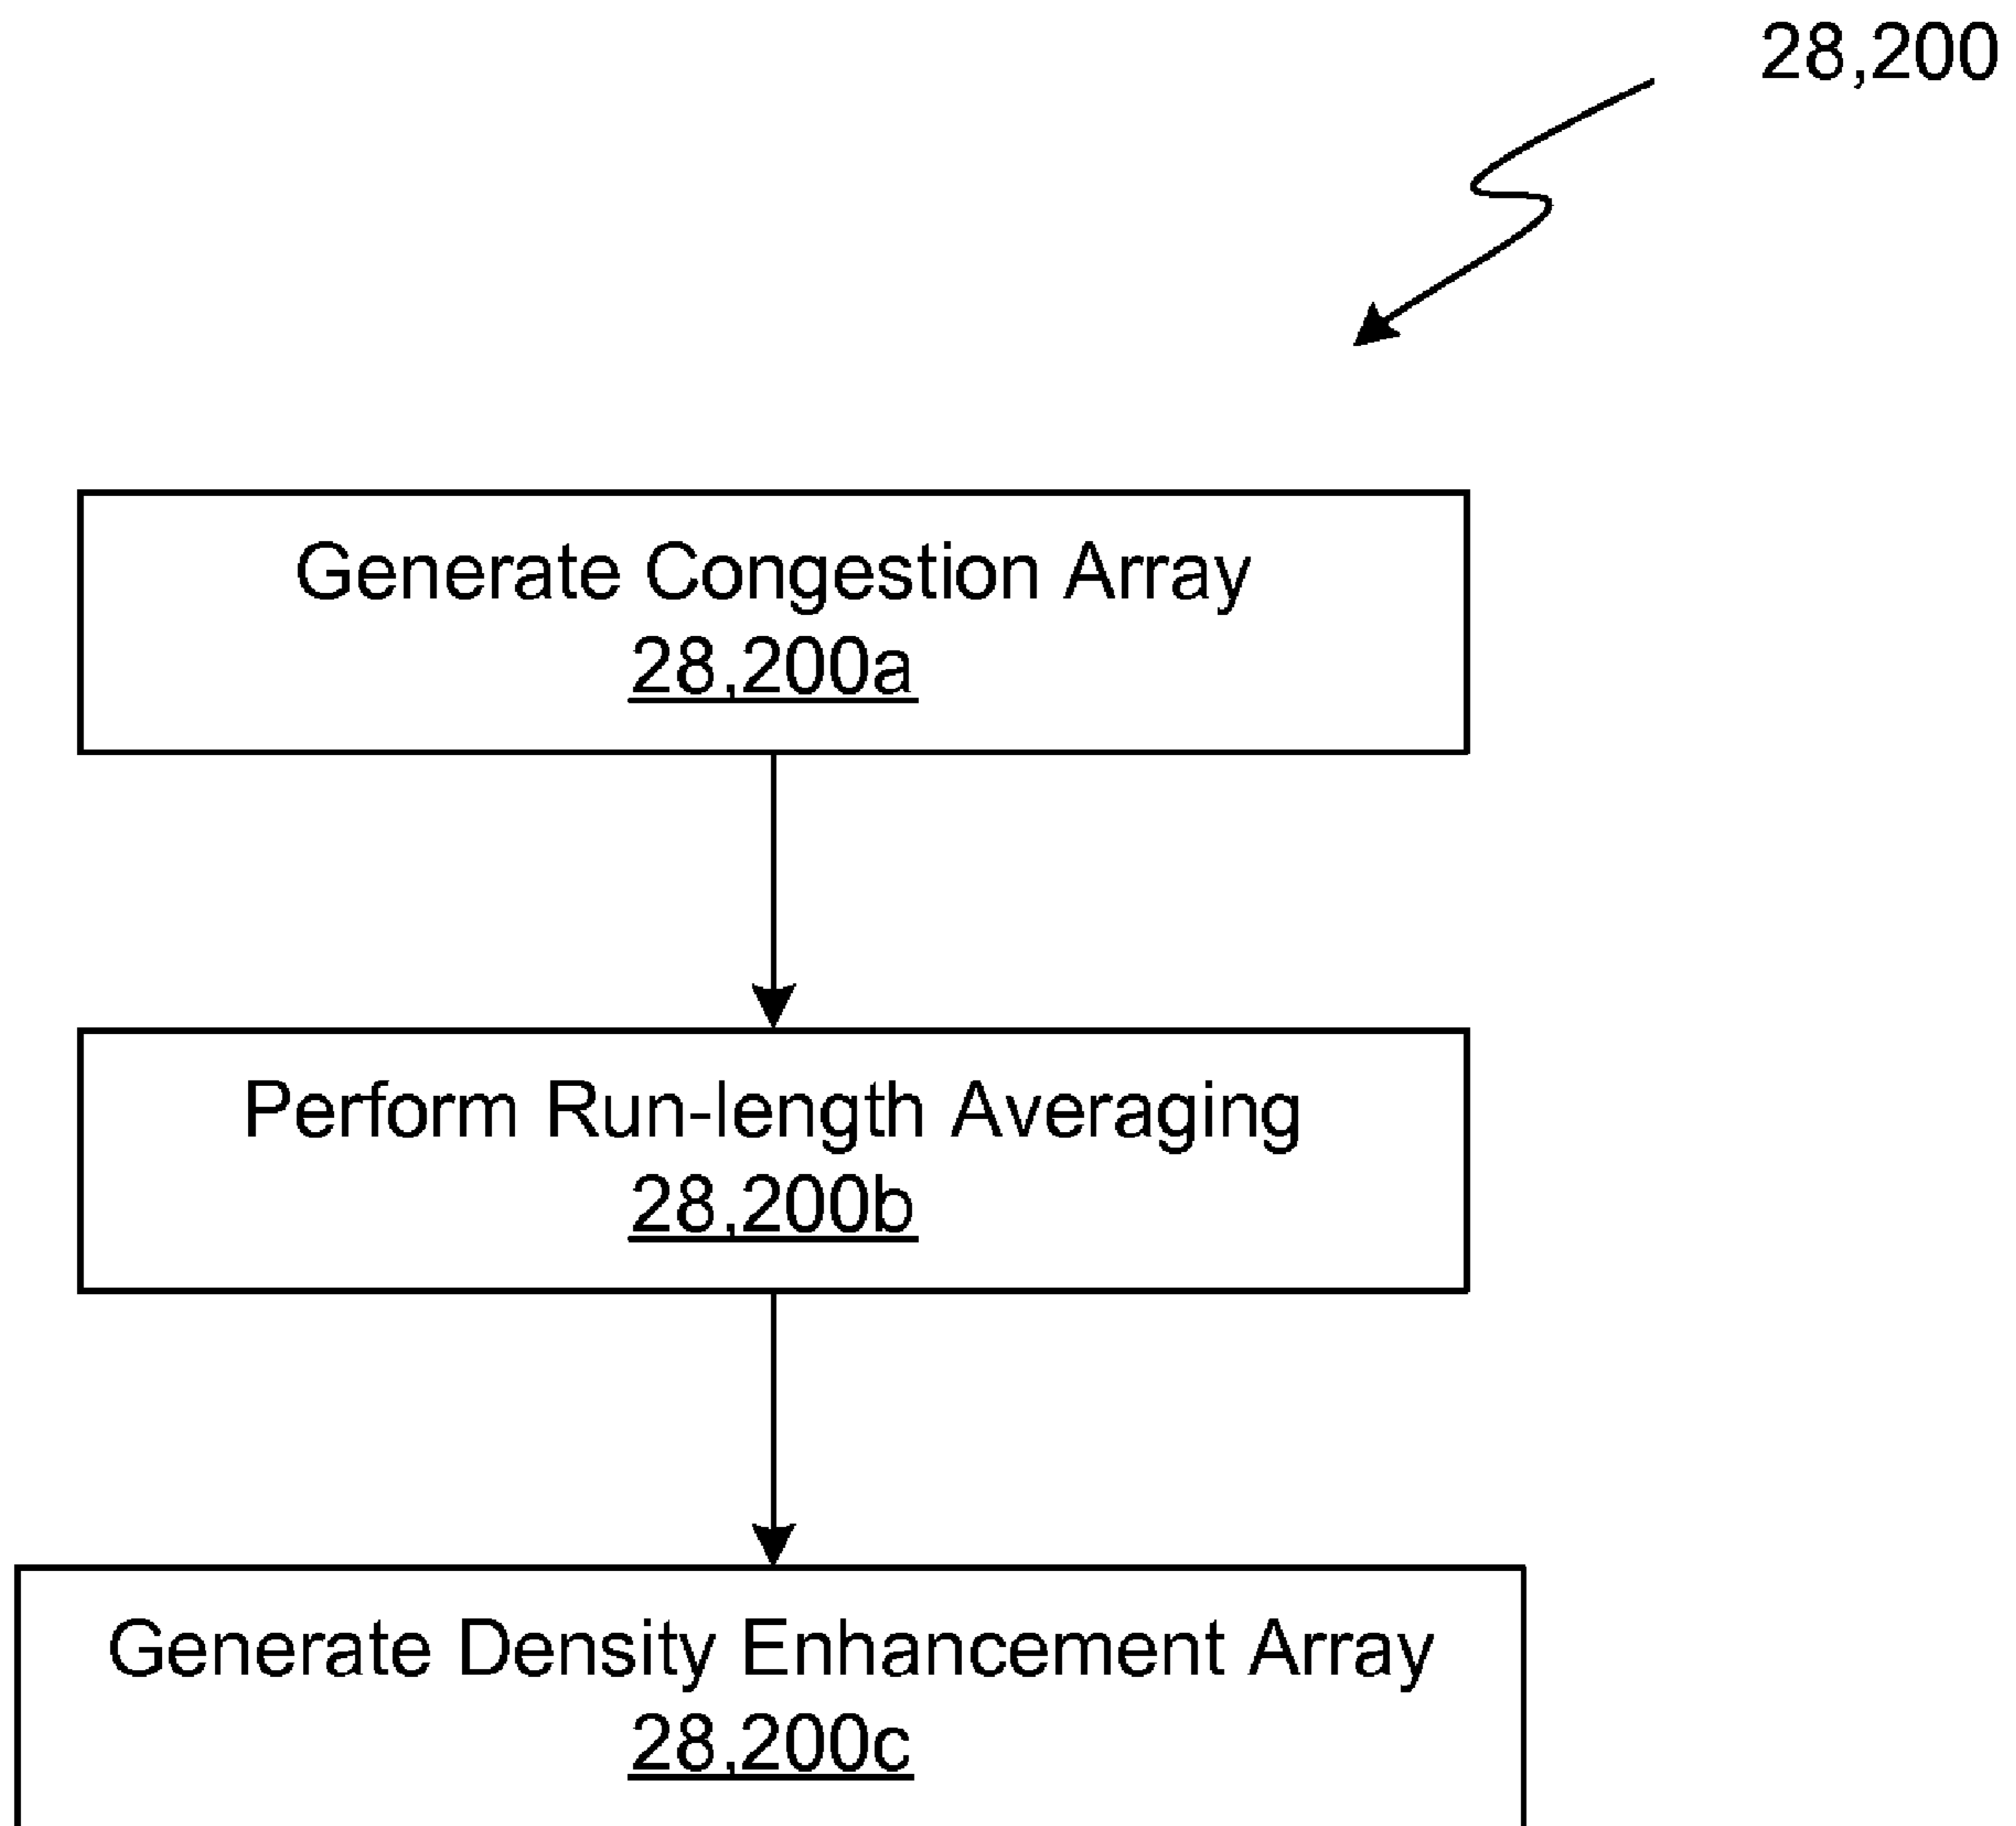 28,200
Generate Congestion Array
28,200a
Perform Run-length Averaging
28,200b
Generate Density Enhancement Array
28,200c